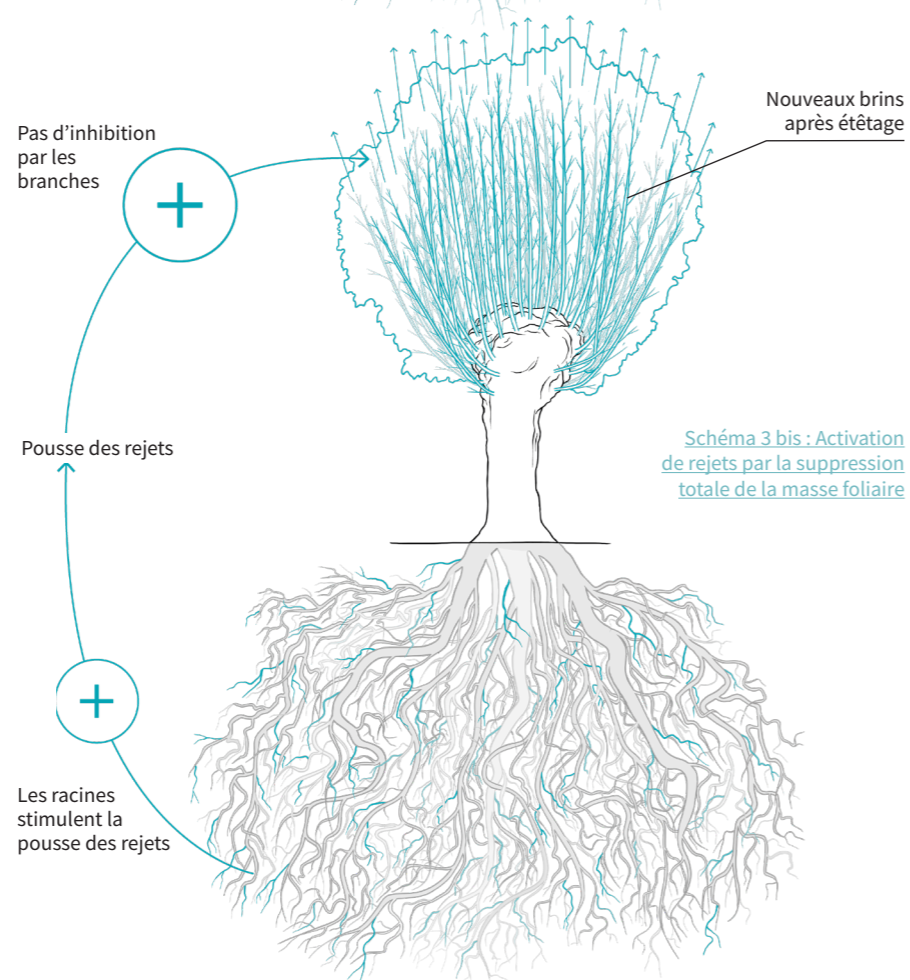 Nouveaux brins
après étêtage
Pas d’inhibition
par les
branches
+
Pousse des rejets
Schéma 3 bis : Activation
de rejets par la suppression
totale de la masse foliaire
+
Les racines
stimulent la
pousse des rejets